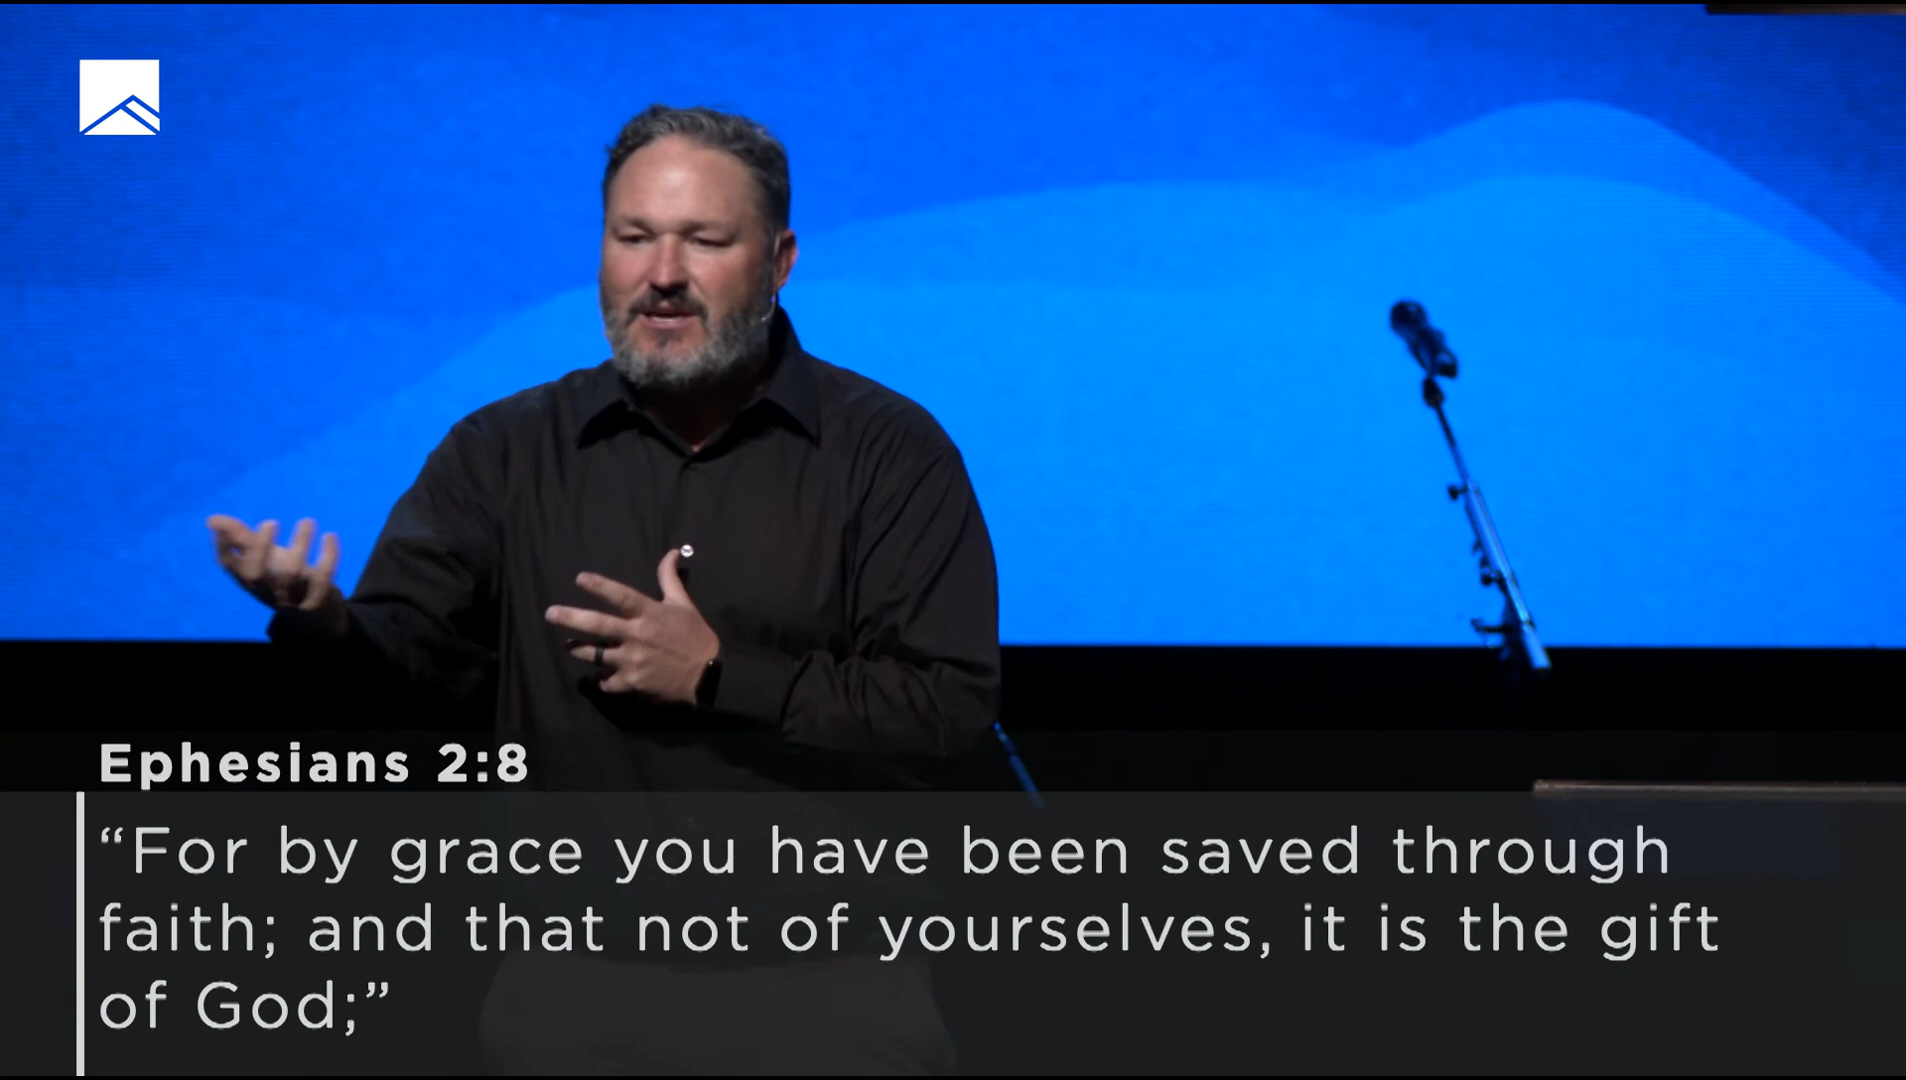 Ephesians 2:8
“For by grace you have been saved through
faith; and that not of yourselves, it is the gift
of God;”